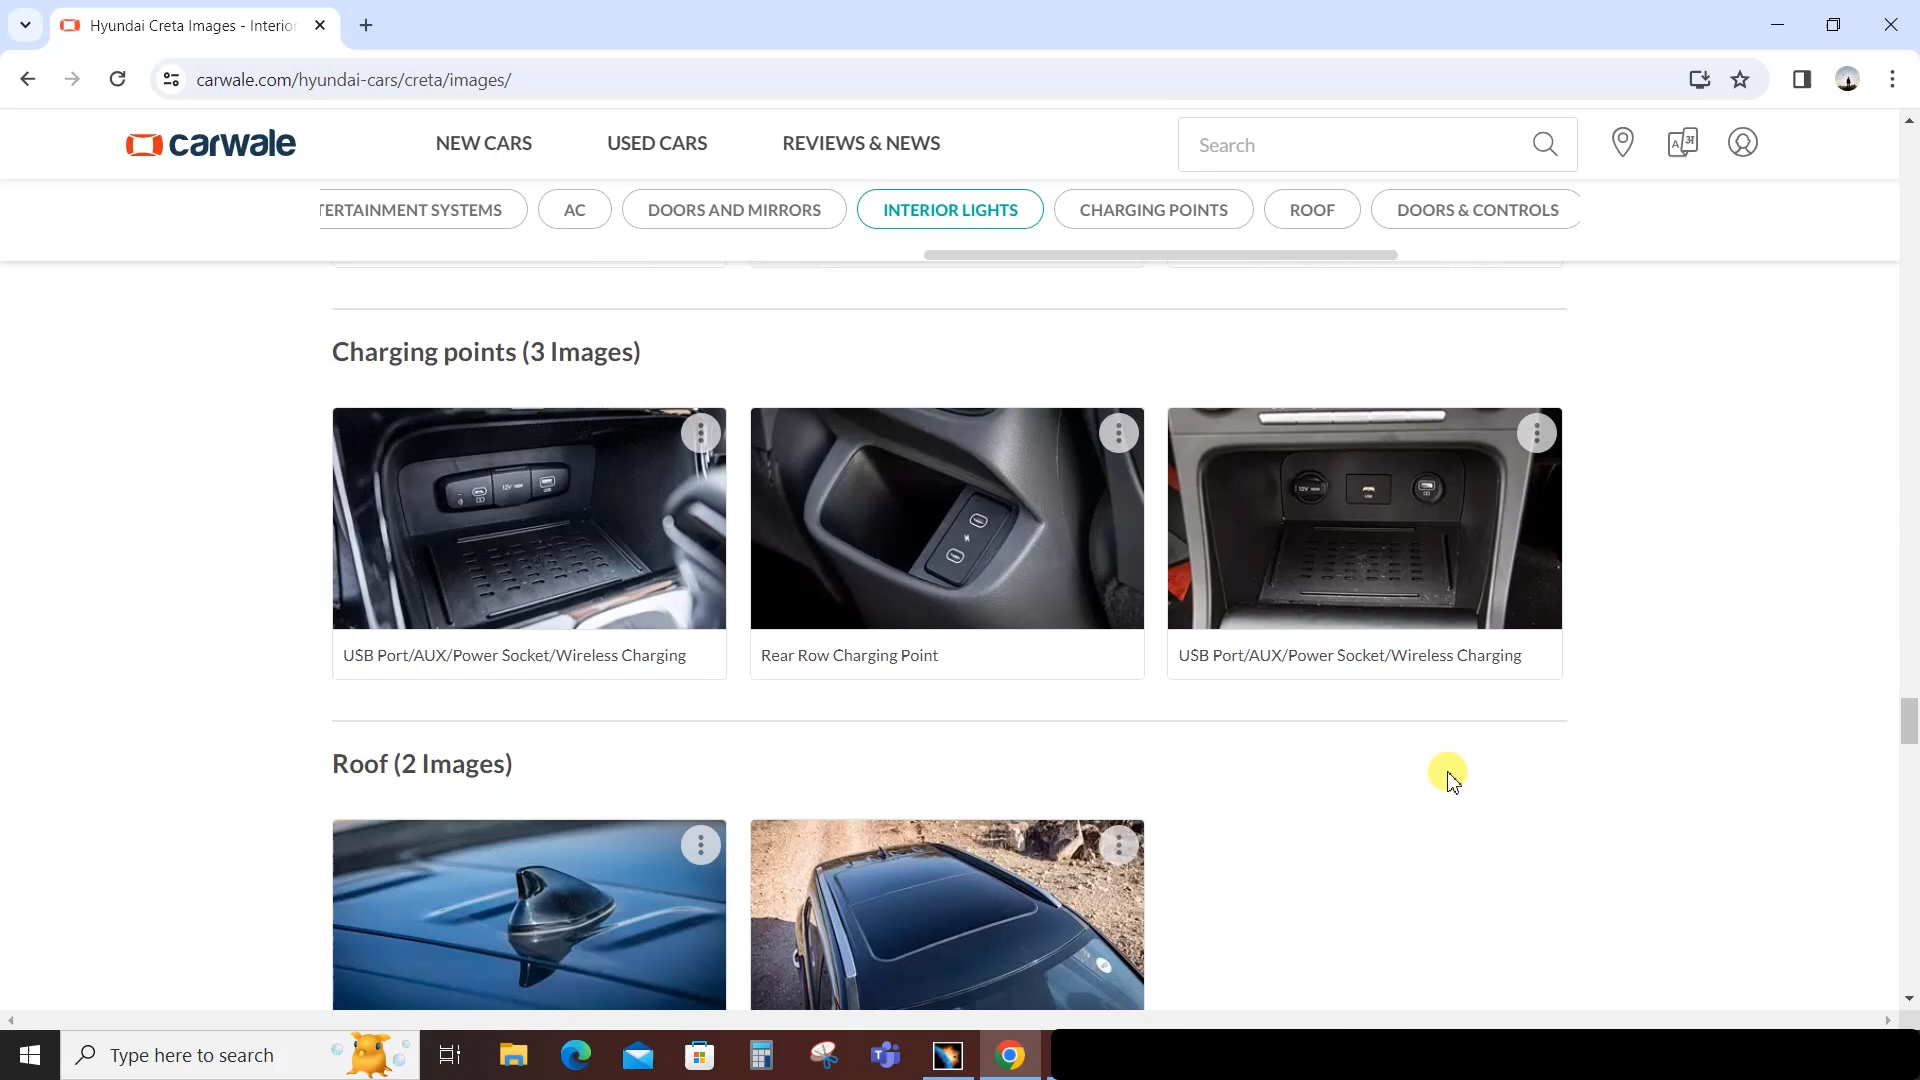 Hyundai Creta Images - Interior
carwale.com/hyundai-cars/creta/images/
carwale
NEW CARS
USED CARS
REVIEWS & NEWS
Search
TERTAINMENT SYSTEMS
AC
DOORS AND MIRRORS
INTERIOR LIGHTS
CHARGING POINTS
ROOF
DOORS & CONTROLS
Charging points (3 Images)
USB Port/AUX/Power Socket/Wireless Charging
Rear Row Charging Point
USB Port/AUX/Power Socket/Wireless Charging
Roof (2 Images)
Type here to search